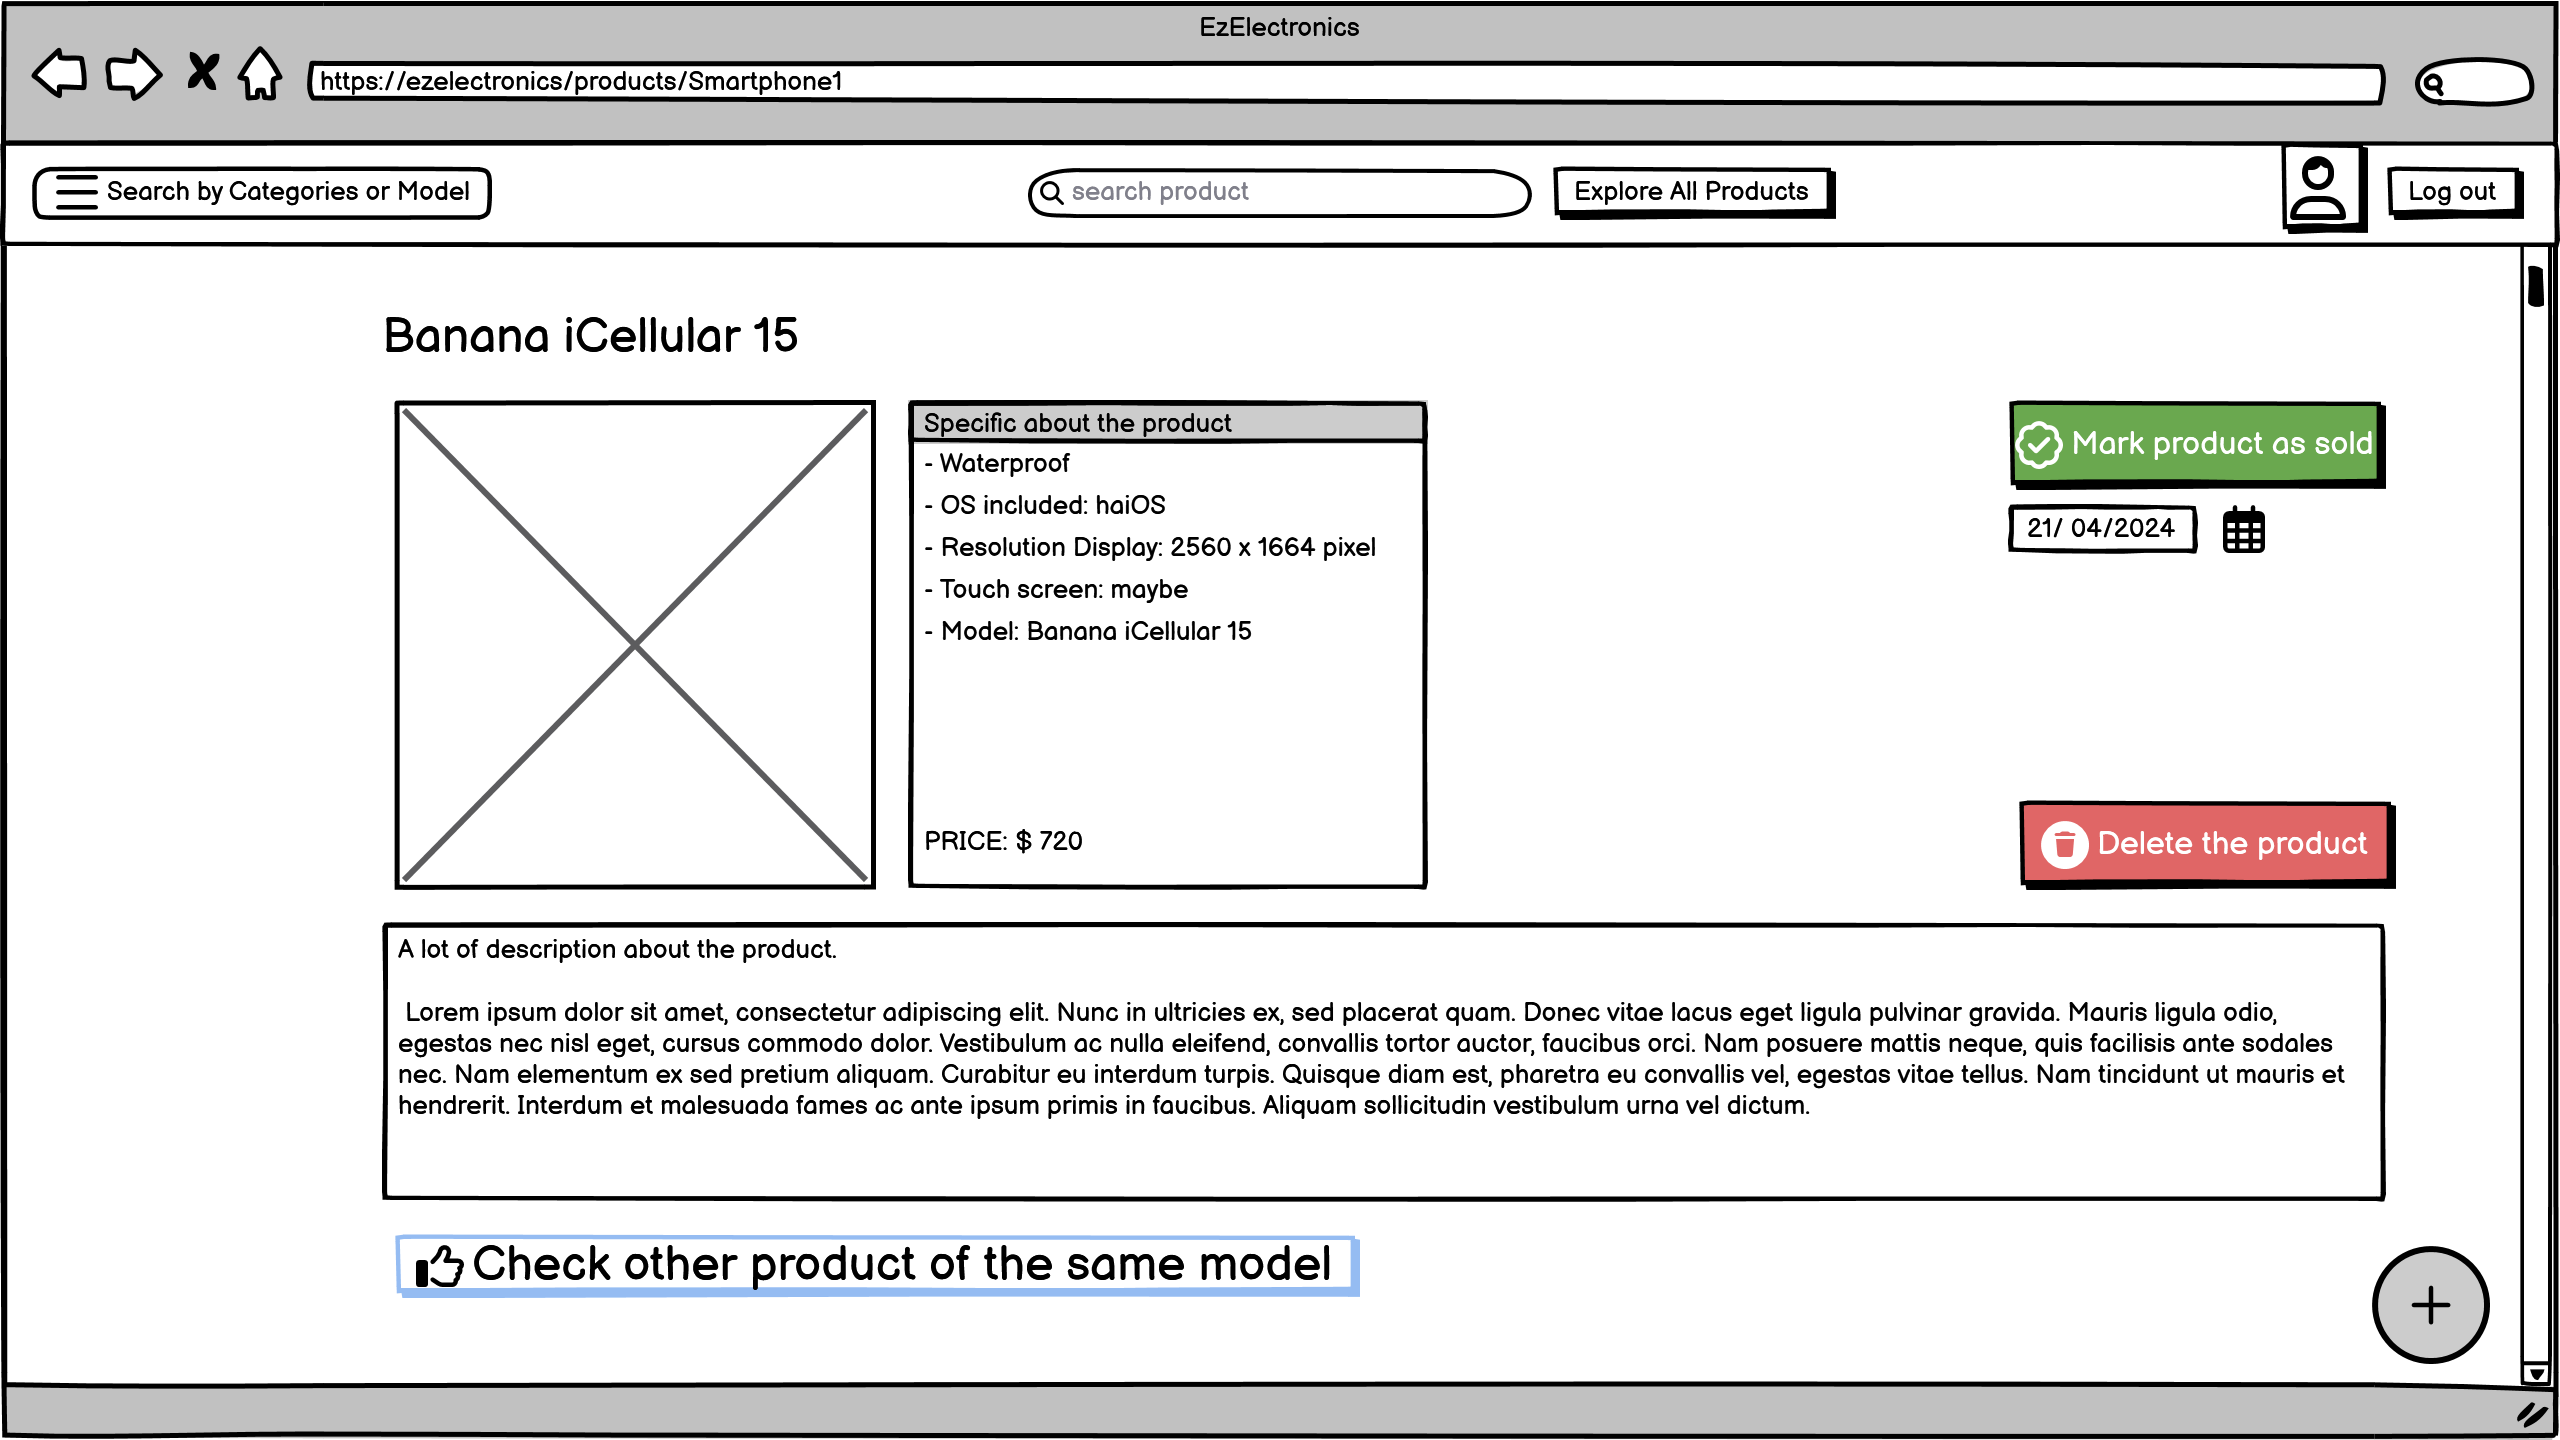 EzElectronics
https://ezelectronics/products/Smartphone1
Search by Categories or Model
search product
Explore All Products
Log out
Banana iCellular 15
Specific about the product
- Waterproof
- OS included: haiOS
- Resolution Display: 2560 x 1664 pixel
- Touch screen: maybe
- Model: Banana iCellular 15
PRICE: $ 720
Mark product as sold
21/ 04/2024
Delete the product
A lot of description about the product.
Lorem ipsum dolor sit amet, consectetur adipiscing elit. Nunc in ultricies ex, sed placerat quam. Donec vitae lacus eget ligula pulvinar gravida. Mauris ligula odio,
egestas nec nisl eget, cursus commodo dolor. Vestibulum ac nulla eleifend, convallis tortor auctor, faucibus orci. Nam posuere mattis neque, quis facilisis ante sodales
nec. Nam elementum ex sed pretium aliquam. Curabitur eu interdum turpis. Quisque diam est, pharetra eu convallis vel, egestas vitae tellus. Nam tincidunt ut mauris et
hendrerit. Interdum et malesuada fames ac ante ipsum primis in faucibus. Aliquam sollicitudin vestibulum urna vel dictum.
Check other product of the same model